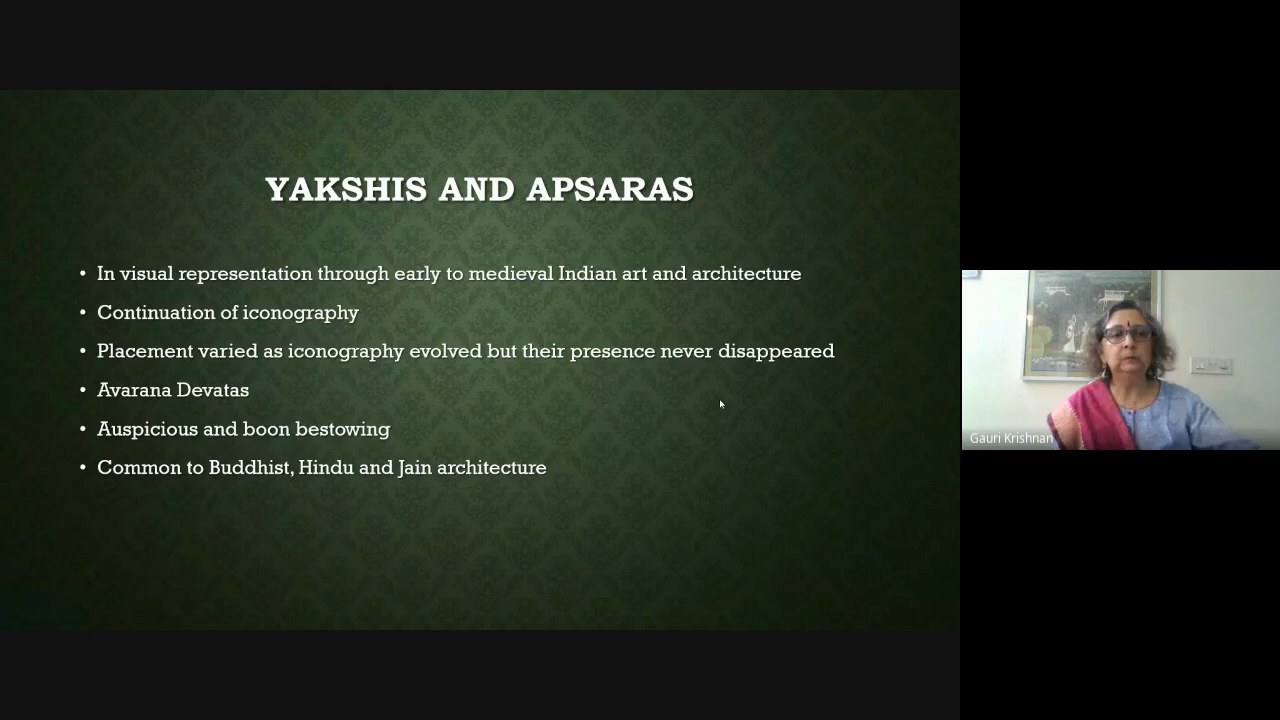 YAKSHIS AND APSARAS
• In visual representation through early to medieval Indian art and architecture
• Continuation of iconography
• Placement varied as iconography evolved but their presence never disappeared
• Avarana Devatas
• Auspicious and boon bestowing
• Common to Buddhist, Hindu and Jain architecture
Gauri Krishnan